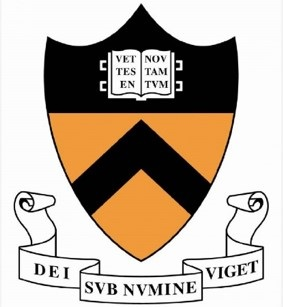 VET NOV
TES TAM
EN TVM
DEI
SVB NVMINE
VIGET